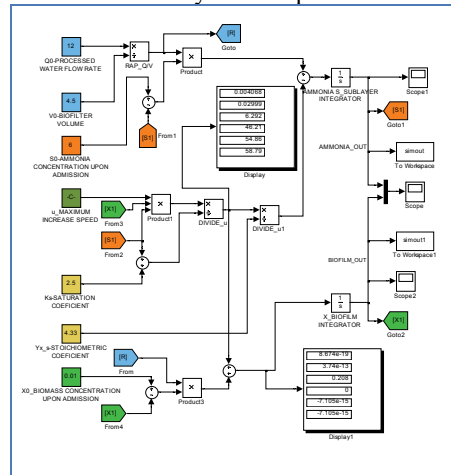 12
Q0-PROCESSED
WATER FLOW RATE
×
÷
RAP_Q/V
[R]
Goto
×
Product
4.5
V0-BIOFILTER
VOLUME
6
S0-AMMONIA
CONCENTRATION UPON
ADMISSION
[S1]
From1
0.004068
0.02999
6.292
46.21
54.86
58.79
Display
1
s
AMMONIA S_SUBLAYER
INTEGRATOR
Scope1
[S1]
Goto1
AMMONIA_OUT
simout
To Workspace
Scope
-C-
u_MAXIMUM
INCREASE SPEED
[X1]
From3
×
Product1
×
÷
DIVIDE_u
×
÷
DIVIDE_u1
[S1]
From2
simout1
To Workspace1
BIOFILM_OUT
2.5
Ks-SATURATION
COEFICIENT
Scope2
1
s
X_BIOFILM
INTEGRATOR
[X1]
Goto2
4.33
Yx_s-STOICHIOMETRIC
COEFICIENT
[R]
From
0.01
X0_BIOMASS CONCENTRATION
UPON ADMISSION
×
Product3
[X1]
From4
8.674e-19
3.74e-13
0.208
0
-7.105e-15
-7.105e-15
Display1